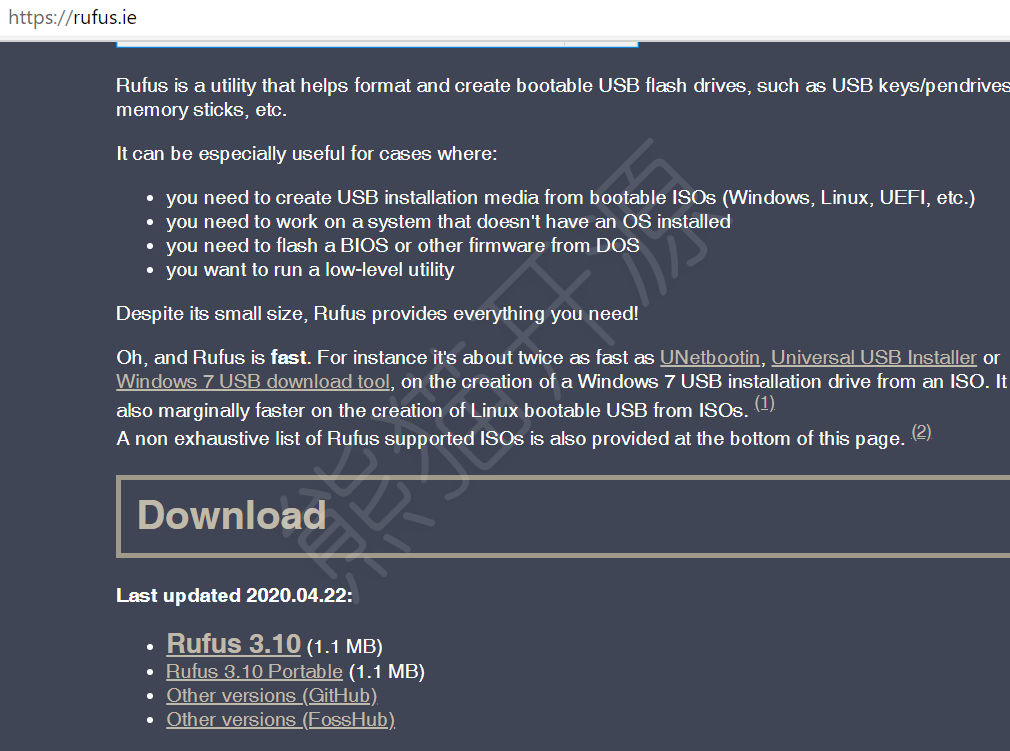 https://rufus.ie
Rufus is a utility that helps format and create bootable USB flash drives, such as USB keys/pendrives
memory sticks, etc.
It can be especially useful for cases where:
• you need to create USB installation media from bootable ISOs (Windows, Linux, UEFI, etc.)
• you need to work on a system that doesn't have an OS installed
• you need to flash a BIOS or other firmware from DOS
• you want to run a low-level utility
Despite its small size, Rufus provides everything you need!
Oh, and Rufus is fast. For instance it's about twice as fast as UNetbootin, Universal USB Installer or
Windows 7 USB download tool, on the creation of a Windows 7 USB installation drive from an ISO. It
also marginally faster on the creation of Linux bootable USB from ISOs. (1)
A non exhaustive list of Rufus supported ISOs is also provided at the bottom of this page. (2)
Download
Last updated 2020.04.22:
• Rufus 3.10 (1.1 MB)
• Rufus 3.10 Portable (1.1 MB)
• Other versions (GitHub)
• Other versions (FossHub)
熊猫开源